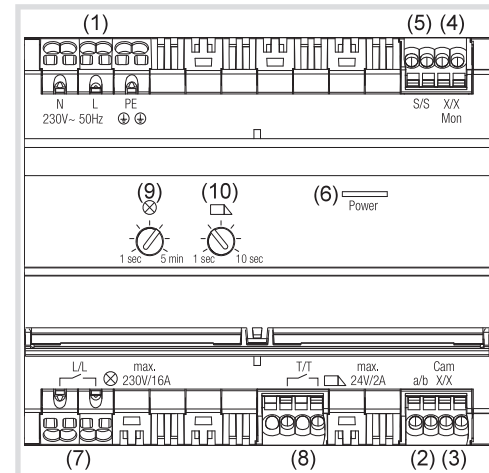 (1) (5) (4)
N L PE S/S X/X
230V~ 50Hz Mon
(9) (10) (6)
Power
1 sec 5 min 1 sec 10 sec
L/L max. T/T max. Cam
230V/16A 24V/2A a/b X/X
(7) (8) (2) (3)